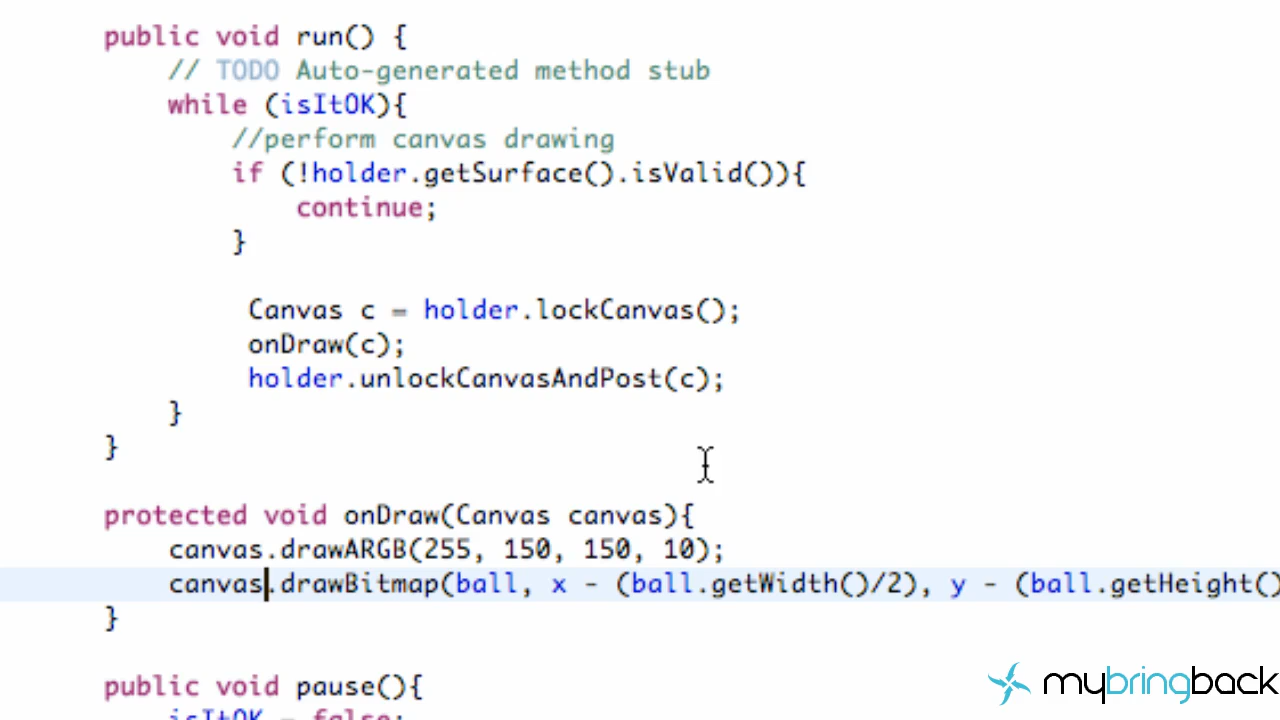 public void run() {
// TODO Auto-generated method stub
while (isItOK){
//perform canvas drawing
if (!holder.getSurface().isValid()){
continue;
}
Canvas c = holder.lockCanvas();
onDraw(c);
holder.unlockCanvasAndPost(c);
}
}
protected void onDraw(Canvas canvas){
canvas.drawARGB(255, 150, 150, 10);
canvas.drawBitmap(ball, x - (ball.getWidth()/2), y - (ball.getHeight()
}
public void pause(){
isItOK = false;
mybringback